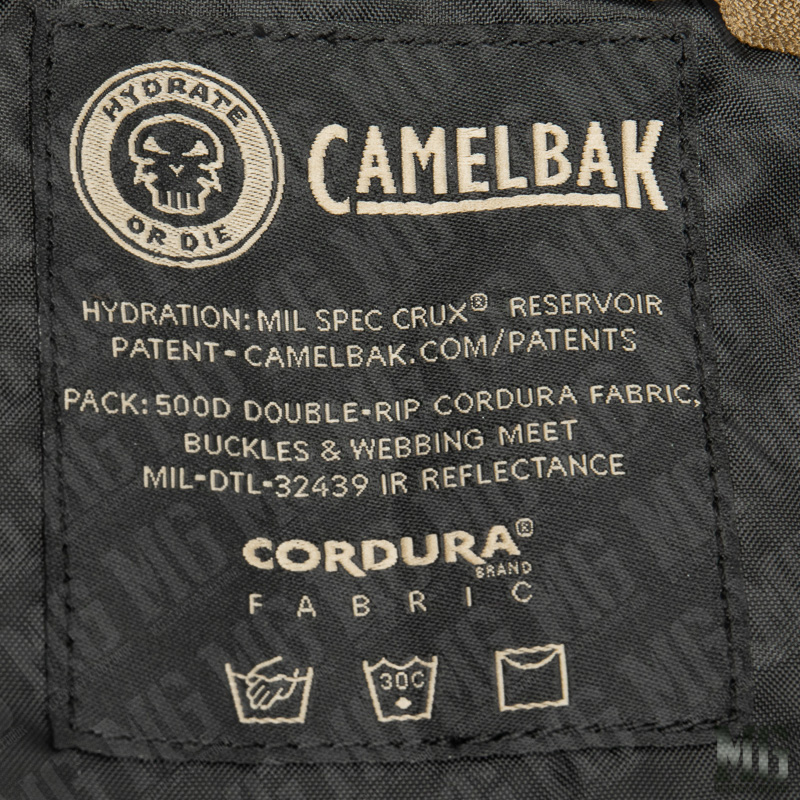 HYDRATE
OR DIE
CAMELBAK
HYDRATION: MIL SPEC CRUX® RESERVOIR
PATENT-CAMELBAK.COM/PATENTS
PACK: 500D DOUBLE-RIP CORDURA FABRIC,
BUCKLES & WEBBING MEET
MIL-DTL-32439 IR REFLECTANCE
CORDURA®
BRAND
FABRIC
30C